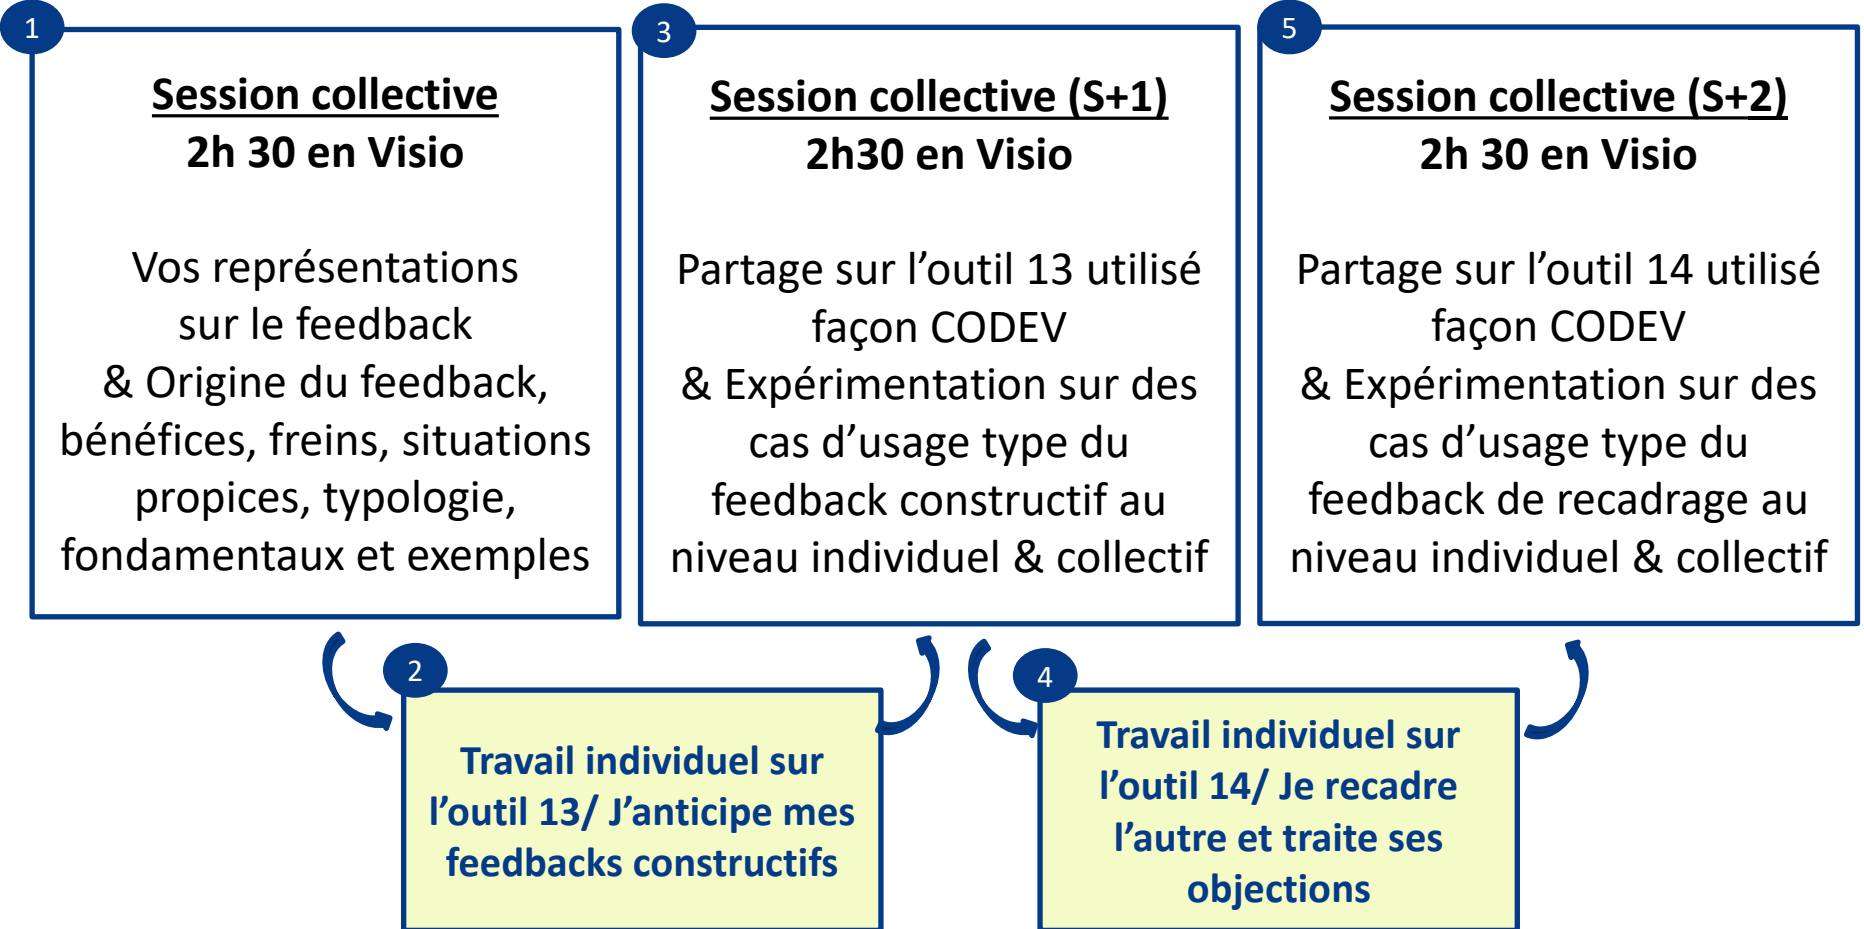 1
Session collective
2h 30 en Visio
Vos représentations
sur le feedback
& Origine du feedback,
bénéfices, freins, situations
propices, typologie,
fondamentaux et exemples
2
Travail individuel sur
l’outil 13/ J’anticipe mes
feedbacks constructifs
3
Session collective (S+1)
2h30 en Visio
Partage sur l’outil 13 utilisé
façon CODEV
& Expérimentation sur des
cas d’usage type du
feedback constructif au
niveau individuel & collectif
4
Travail individuel sur
l’outil 14/ Je recadre
l’autre et traite ses
objections
5
Session collective (S+2)
2h 30 en Visio
Partage sur l’outil 14 utilisé
façon CODEV
& Expérimentation sur des
cas d’usage type du
feedback de recadrage au
niveau individuel & collectif